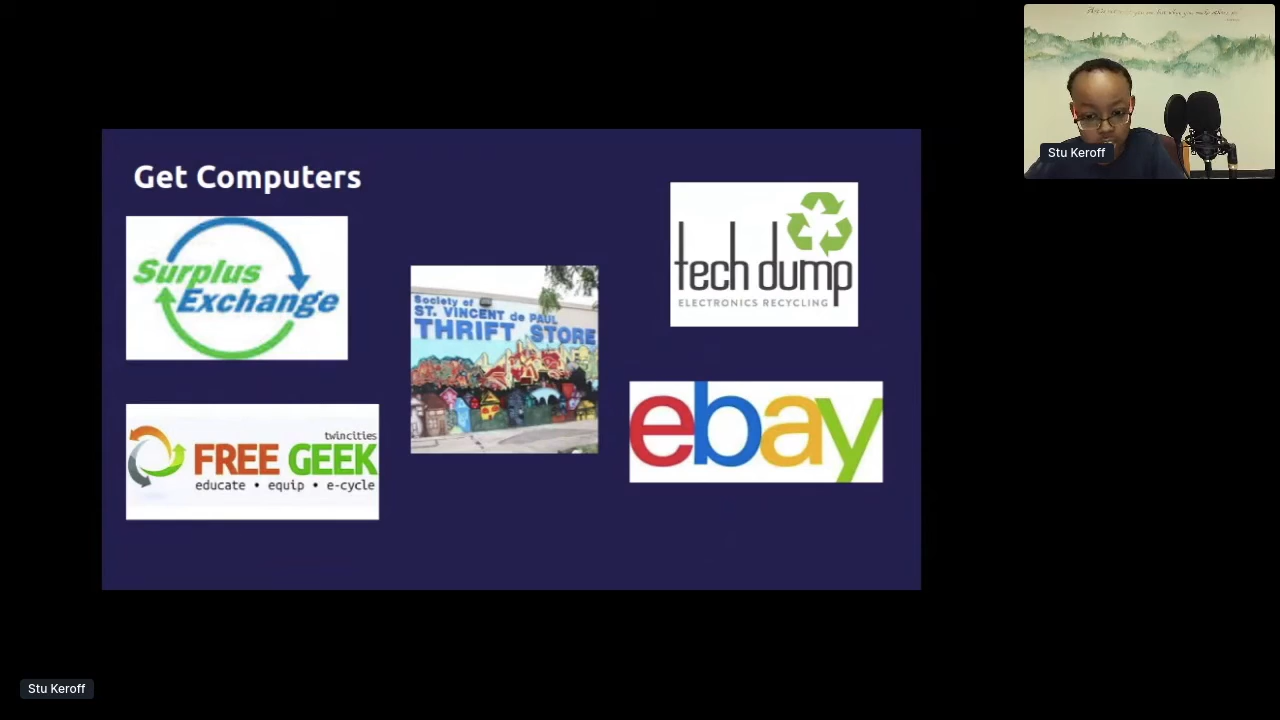 Get Computers
Surplus
Exchange
Society of
ST. VINCENT de PAUL
THRIFT STORE
tech dump
ELECTRONICS RECYCLING
twincities
FREE GEEK
educate • equip • e-cycle
ebay
Stu Keroff
Stu Keroff